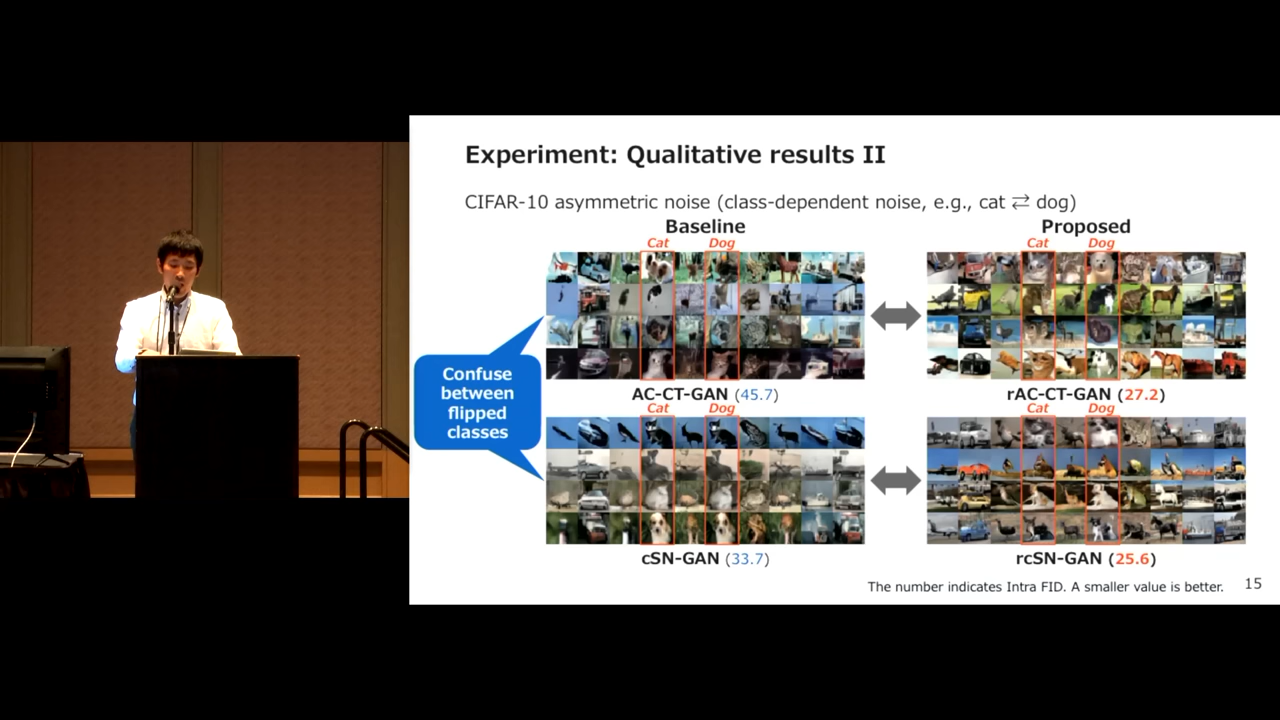 Experiment: Qualitative results II
CIFAR-10 asymmetric noise (class-dependent noise, e.g., cat ⇄ dog)
Baseline
Proposed
Cat
Dog
Cat
Dog
Confuse
between
flipped
classes
AC-CT-GAN (45.7)
rAC-CT-GAN (27.2)
Cat
Dog
Cat
Dog
cSN-GAN (33.7)
rcSN-GAN (25.6)
The number indicates Intra FID. A smaller value is better.
15